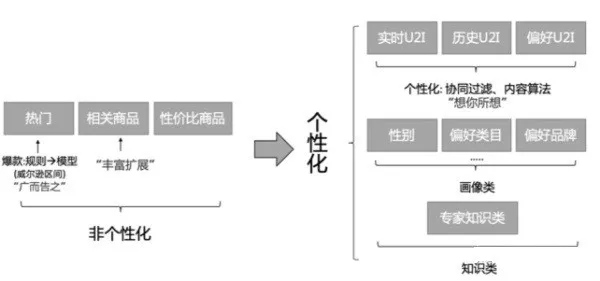 热门
相关商品
性价比商品
爆款:规则→模型
(威尔逊区间)
“广而告之”
“丰富扩展”
非个性化
个性化
实时U2I
历史U2I
偏好U2I
个性化: 协同过滤、内容算法
“想你所想”
性别
偏好类目
偏好品牌
.....
画像类
专家知识类
知识类